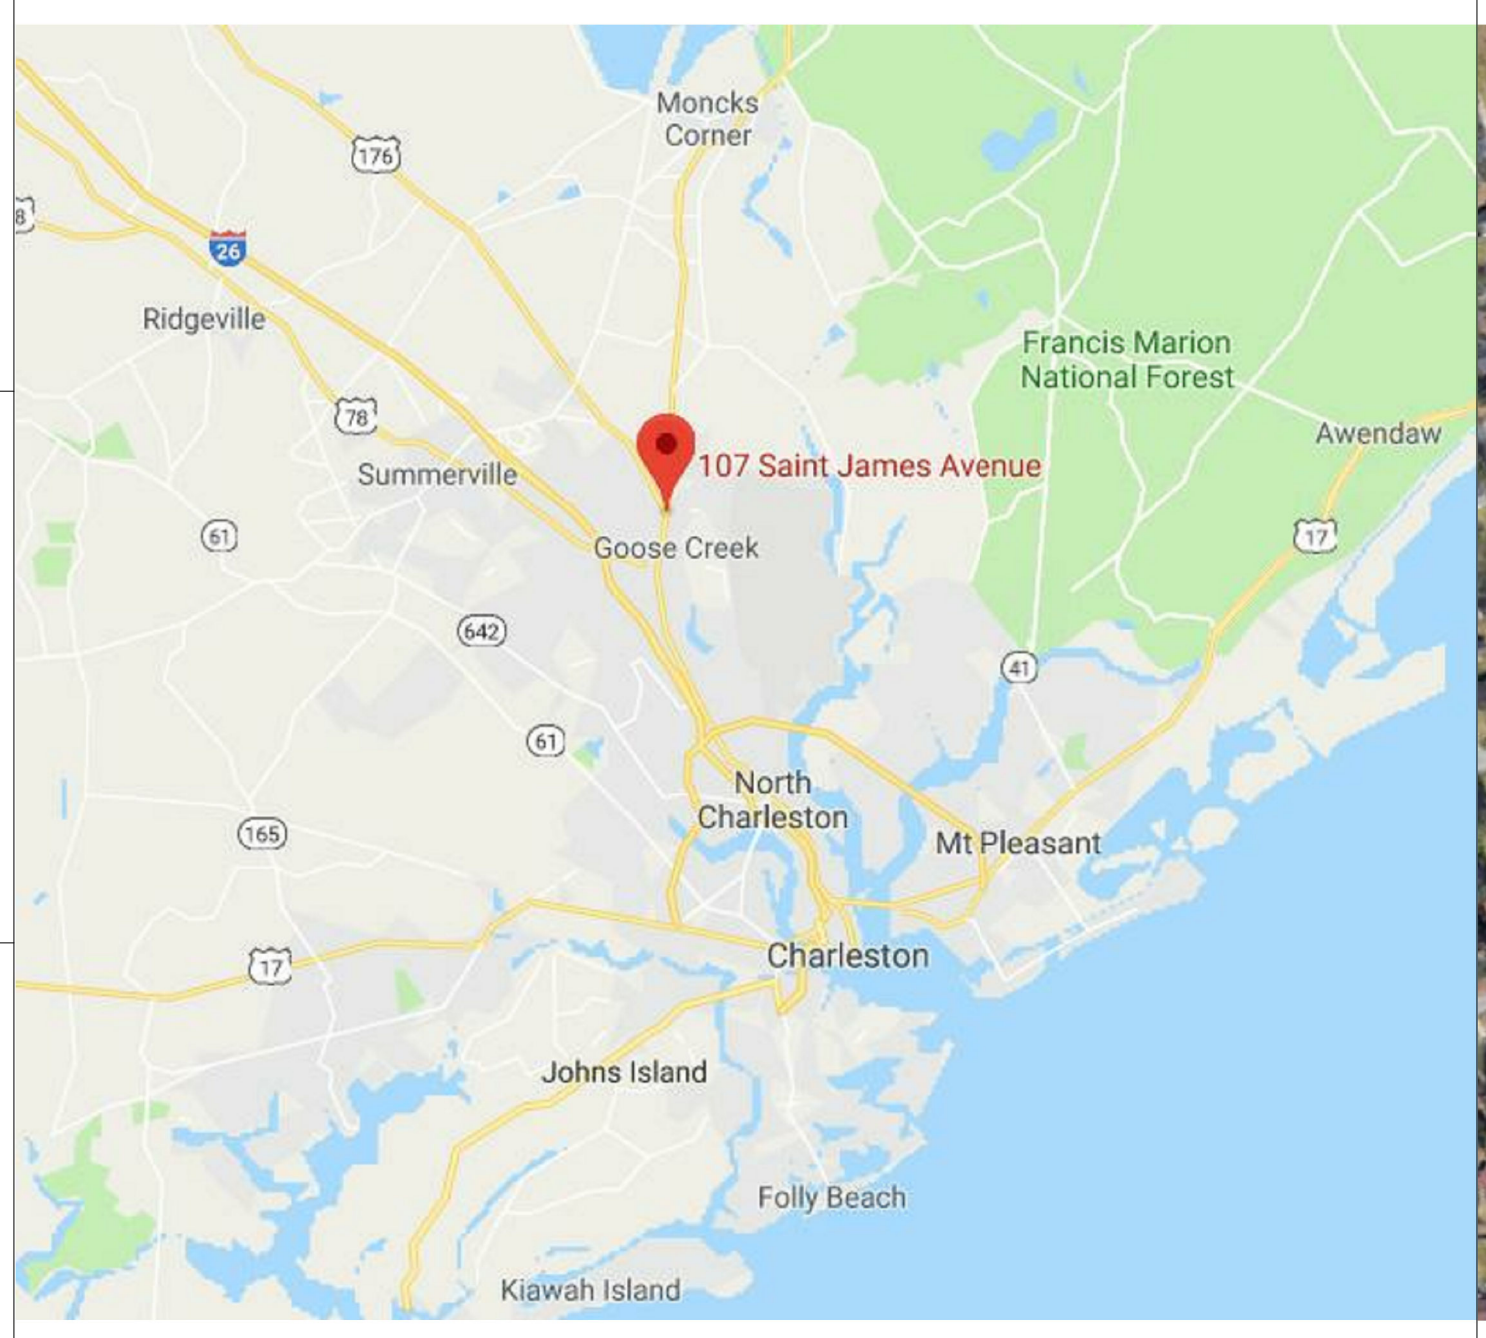 Moncks
Corner
176
8
26
Ridgeville
Francis Marion
National Forest
78
Awendaw
Summerville
107 Saint James Avenue
61
17
Goose Creek
642
41
61
North
Charleston
165
Mt Pleasant
17
Charleston
Johns Island
Folly Beach
Kiawah Island